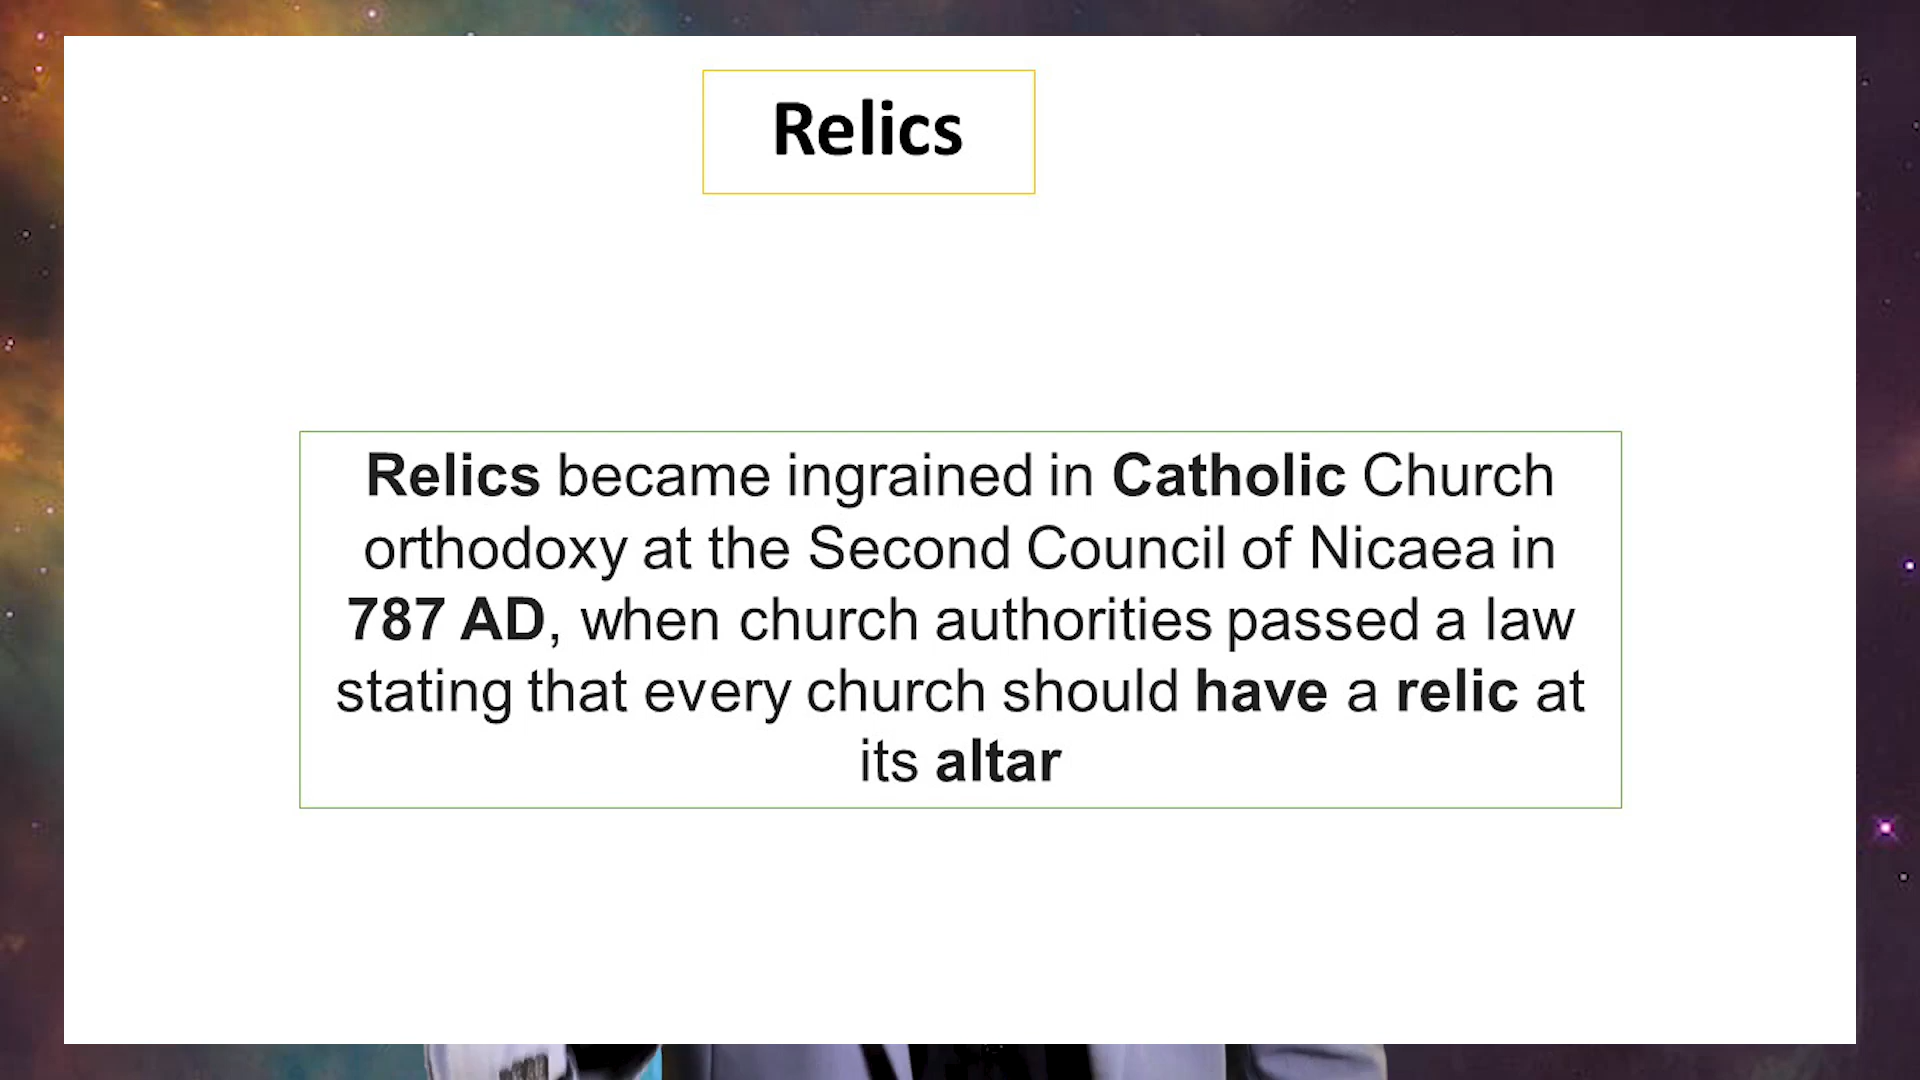 Relics
Relics became ingrained in Catholic Church
orthodoxy at the Second Council of Nicaea in
787 AD, when church authorities passed a law
stating that every church should have a relic at
its altar